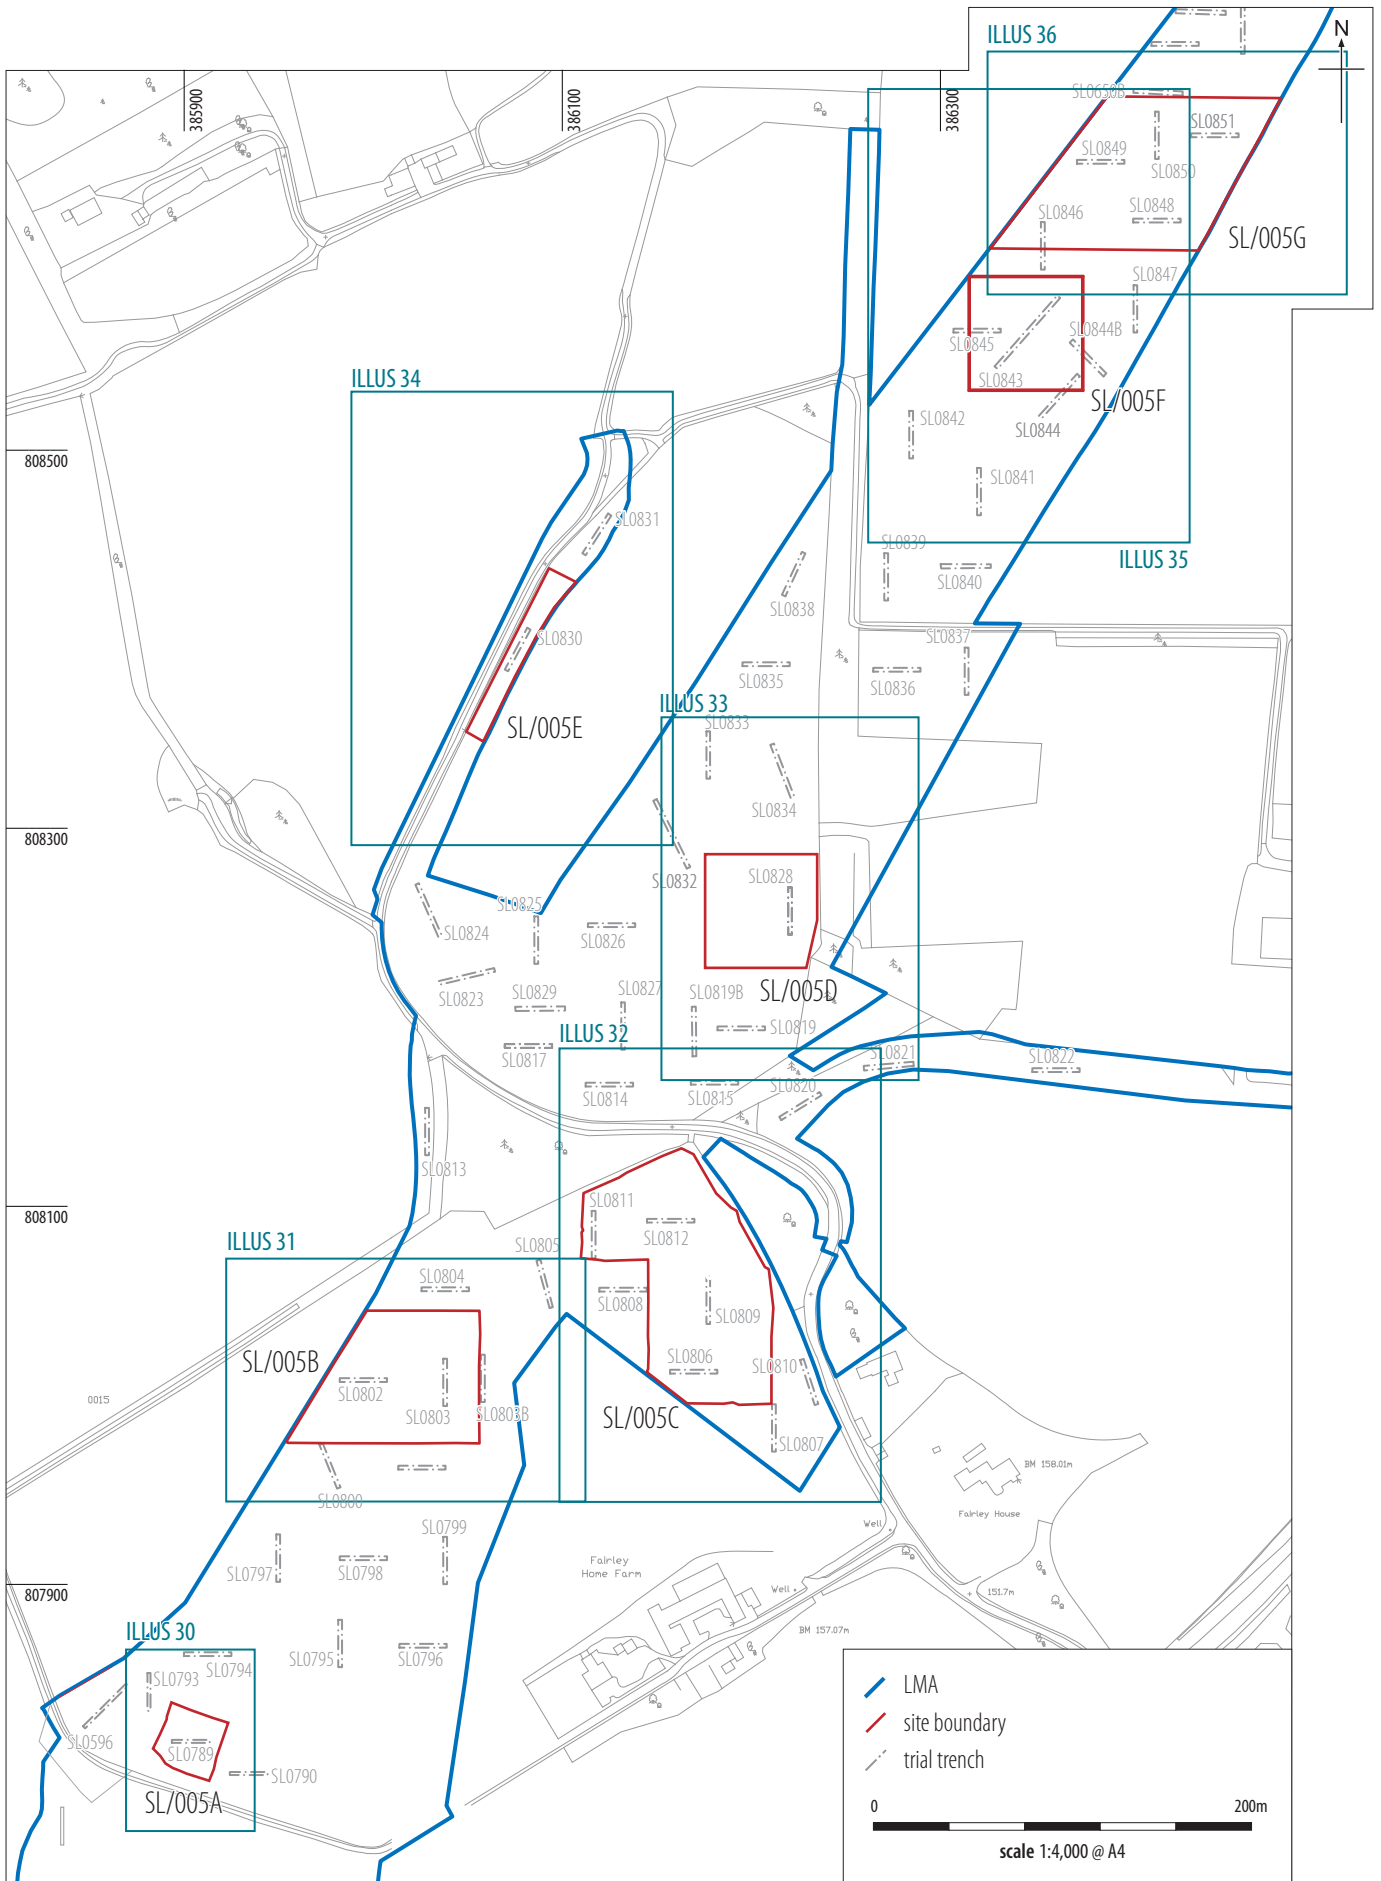 ILLUS 36
N
385900
386100
386300
SL0650B
SL0851
SL0849
SL0850
SL0846
SL0848
SL/005G
SL0847
SL0844B
SL0845
SL0843
SL/005F
SL0844
SL0842
SL0841
ILLUS 34
808500
SL0831
SL0839
ILLUS 35
SL0840
SL0838
SL0830
SL0837
SL0835
SL0836
ILLUS 33
SL/005E
SL0833
SL0834
808300
SL0832
SL0828
SL0825
SL0824
SL0826
SL0823
SL0829
SL0827
SL0819B
SL/005D
SL0819
ILLUS 32
SL0817
SL0821
SL0822
SL0814
SL0815
SL0820
SL0813
808100
SL0811
SL0812
ILLUS 31
SL0805
SL0804
SL0808
SL0809
SL/005B
SL0806
SL0810
SL0802
SL0803
SL0803B
SL/005C
SL0807
0015
BM 158.01m
SL0800
Fairley House
Well
SL0799
SL0797
SL0798
Fairley
Home Farm
Well
151.7m
807900
BM 157.07m
ILLUS 30
SL0795
SL0796
SL0794
SL0793
SL0596
SL0789
SL0790
SL/005A
LMA
site boundary
trial trench
0
200m
scale 1:4,000 @ A4